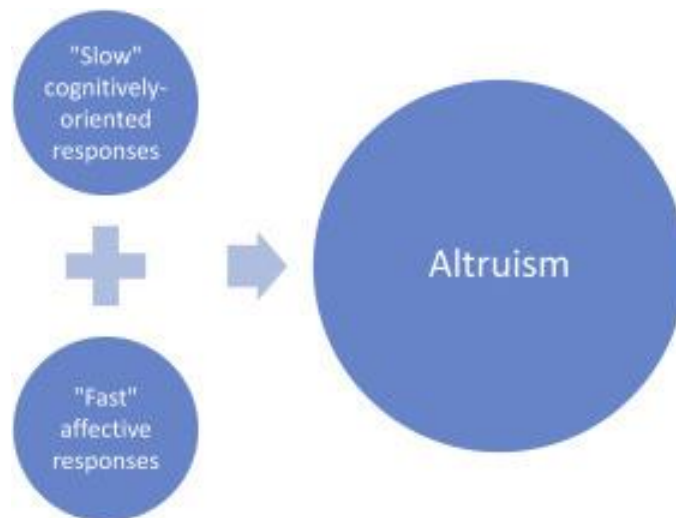 "Slow"
cognitively-
oriented
responses
Altruism
"Fast"
affective
responses